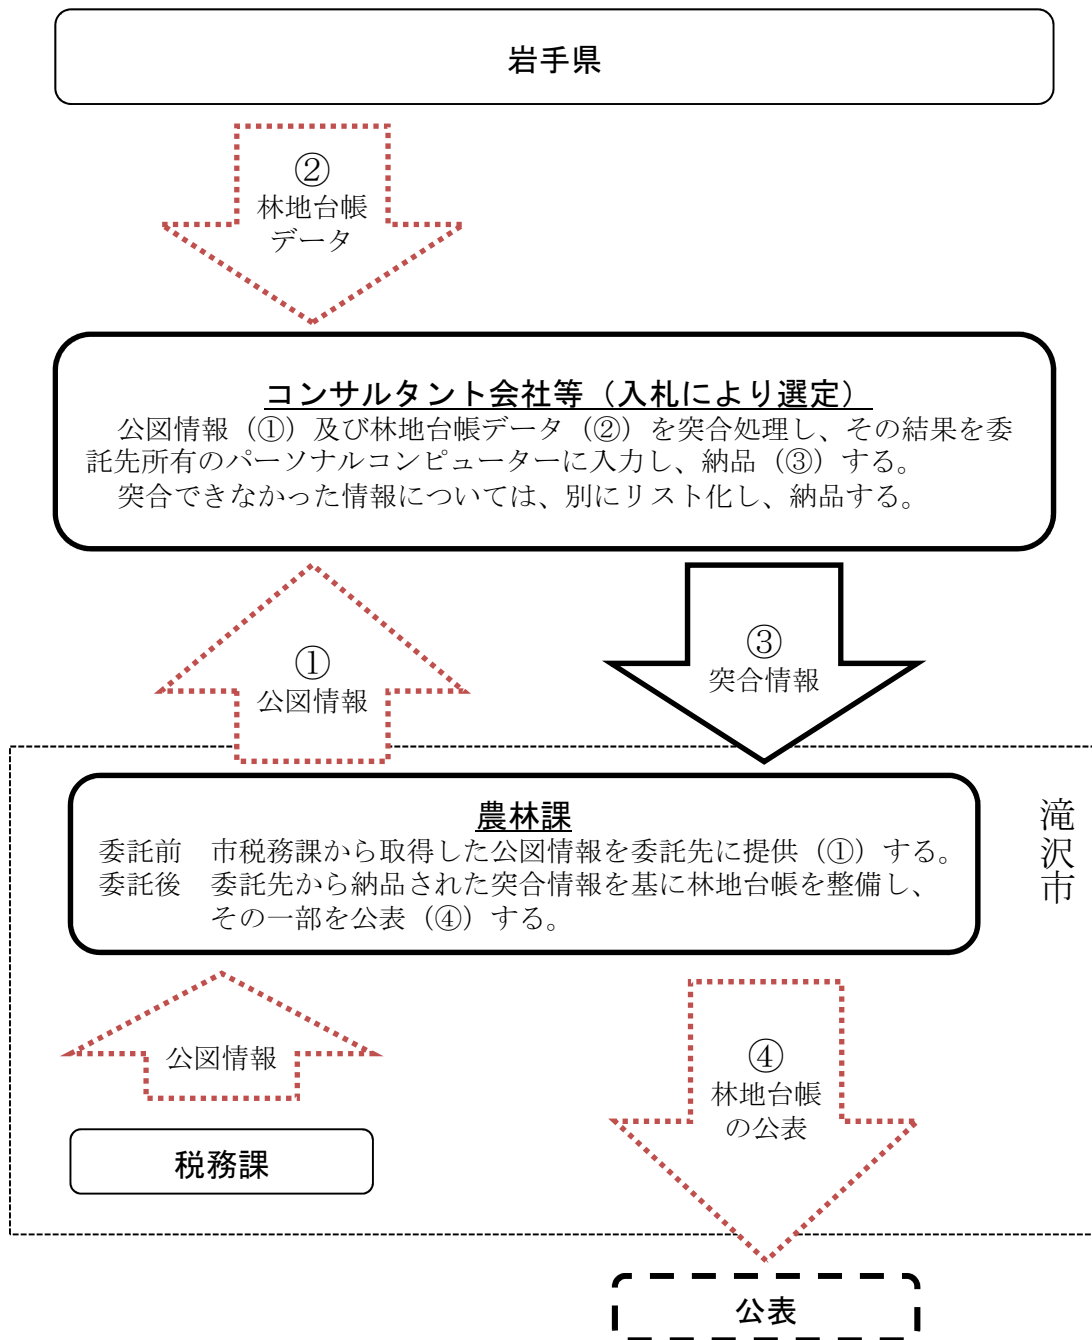 岩手県
②
林地台帳
データ
コンサルタント会社等（入札により選定）
公図情報（①）及び林地台帳データ（②）を突合処理し、その結果を委
託先所有のパーソナルコンピューターに入力し、納品（③）する。
突合できなかった情報については、別にリスト化し、納品する。
①
公図情報
③
突合情報
滝沢市
農林課
委託前　市税務課から取得した公図情報を委託先に提供（①）する。
委託後　委託先から納品された突合情報を基に林地台帳を整備し、
その一部を公表（④）する。
公図情報
④
林地台帳
の公表
税務課
公表